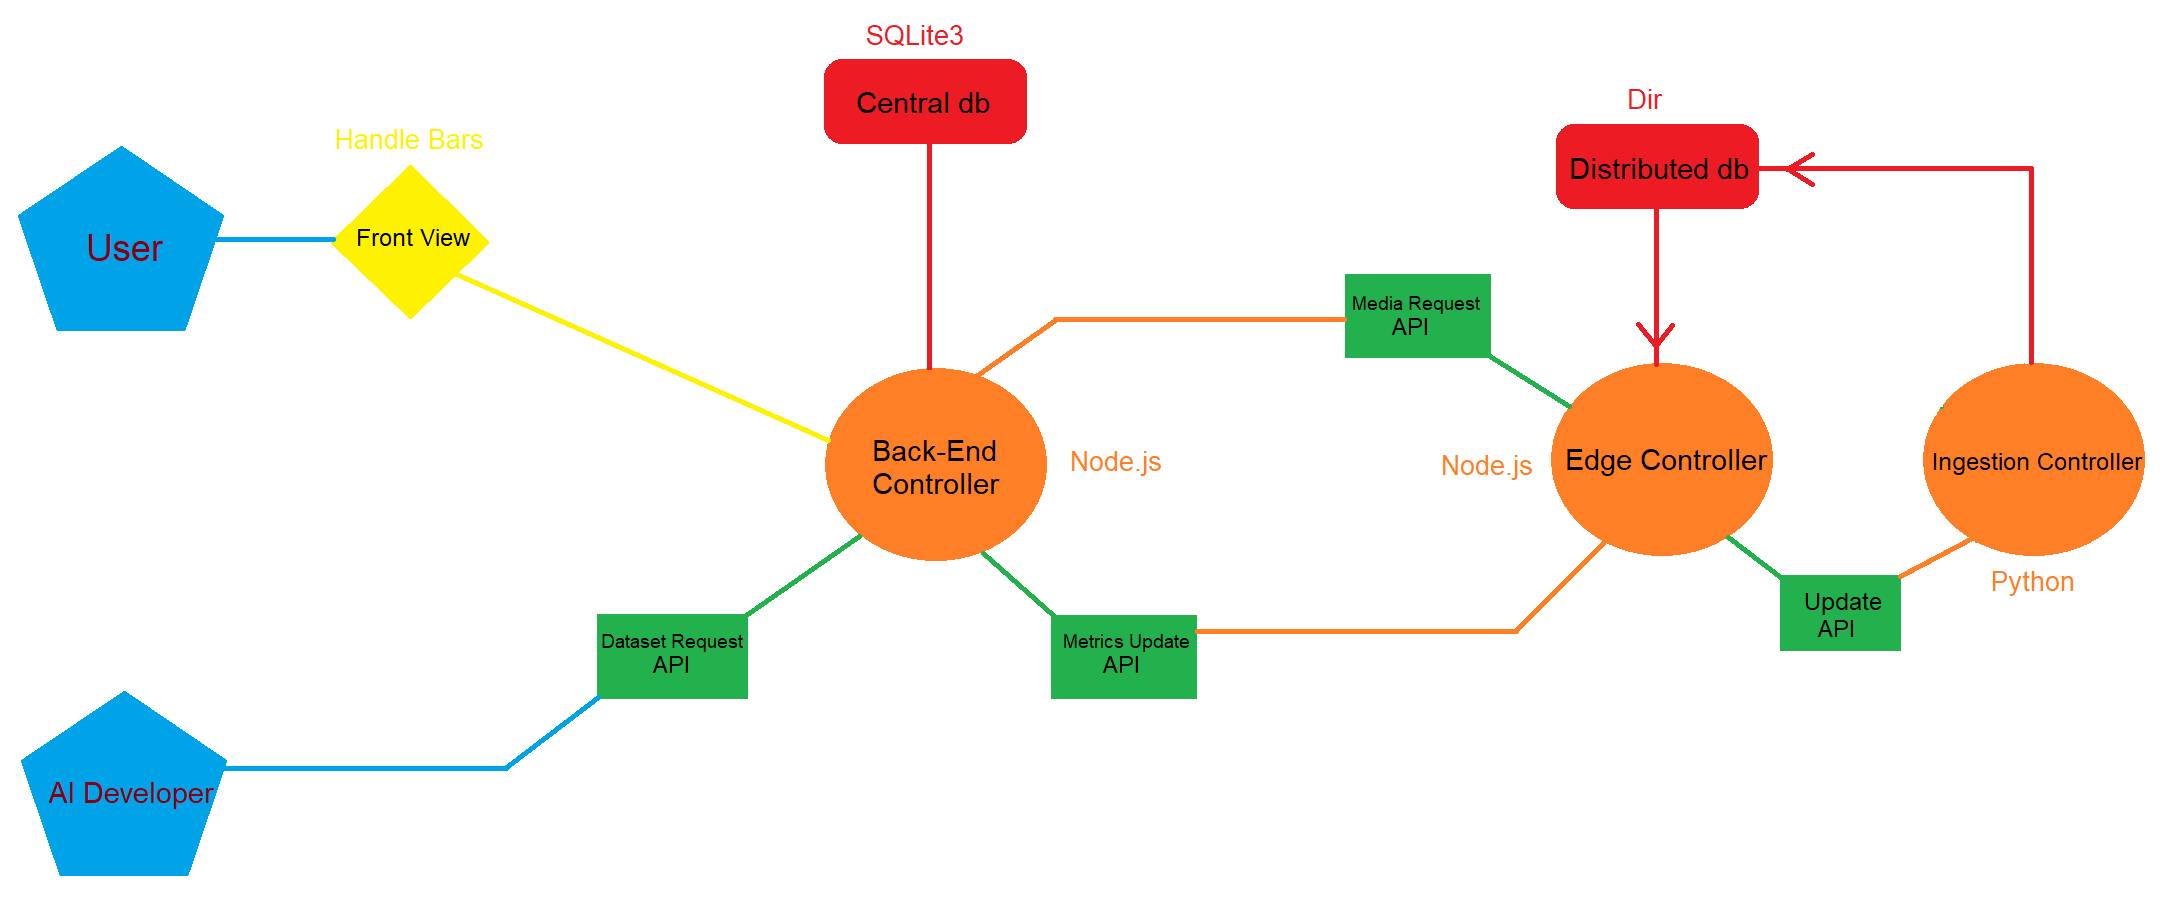 SQLite3
Central db
Dir
Distributed db
Handle Bars
Front View
User
Media Request
API
Back-End
Controller
Node.js
Node.js
Edge Controller
Ingestion Controller
Python
Update
API
Dataset Request
API
Metrics Update
API
AI Developer